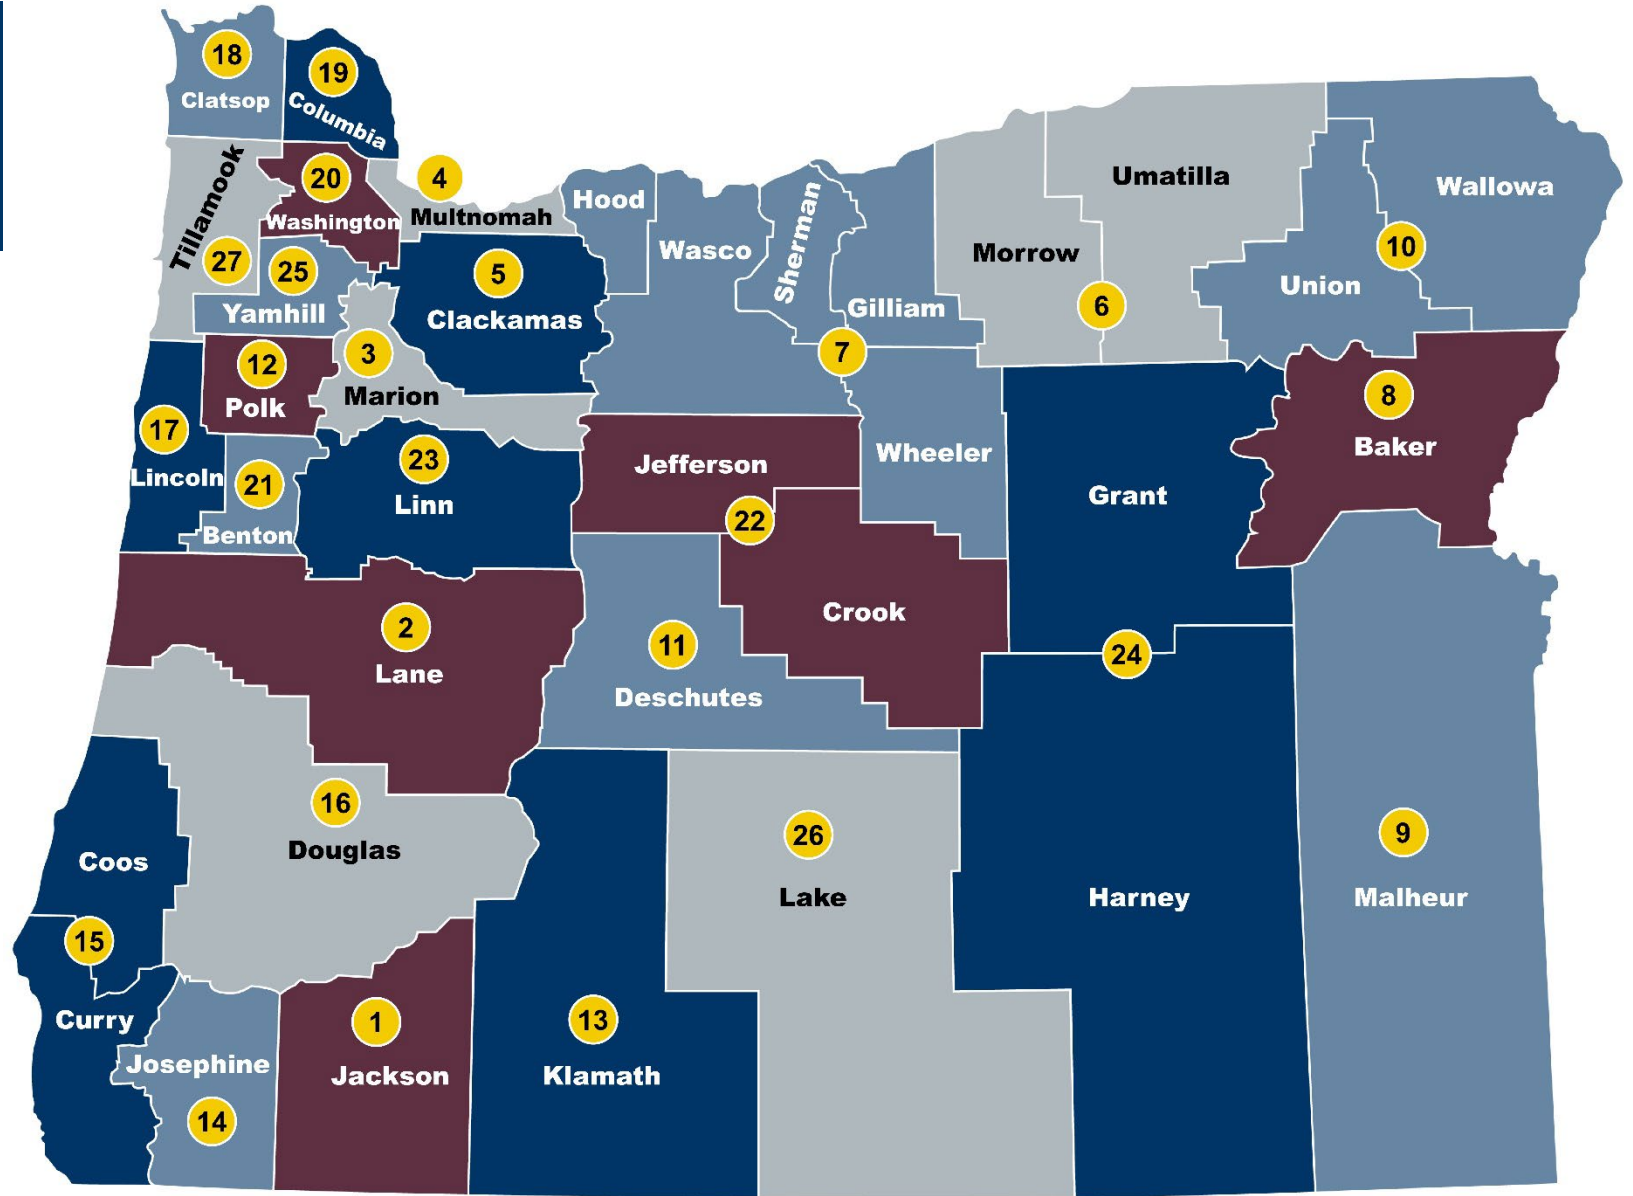 18
Clatsop
19
Columbia
Tillamook
27
20
Washington
4
Multnomah
Hood
Wasco
Sherman
Gilliam
7
Morrow
Umatilla
6
Wallowa
10
Union
25
Yamhill
5
Clackamas
12
Polk
3
Marion
8
Baker
17
Lincoln
21
Benton
23
Linn
Jefferson
22
Wheeler
Grant
Crook
2
Lane
11
Deschutes
24
16
Douglas
26
Lake
9
Malheur
Harney
Coos
15
Curry
Josephine
14
1
Jackson
13
Klamath